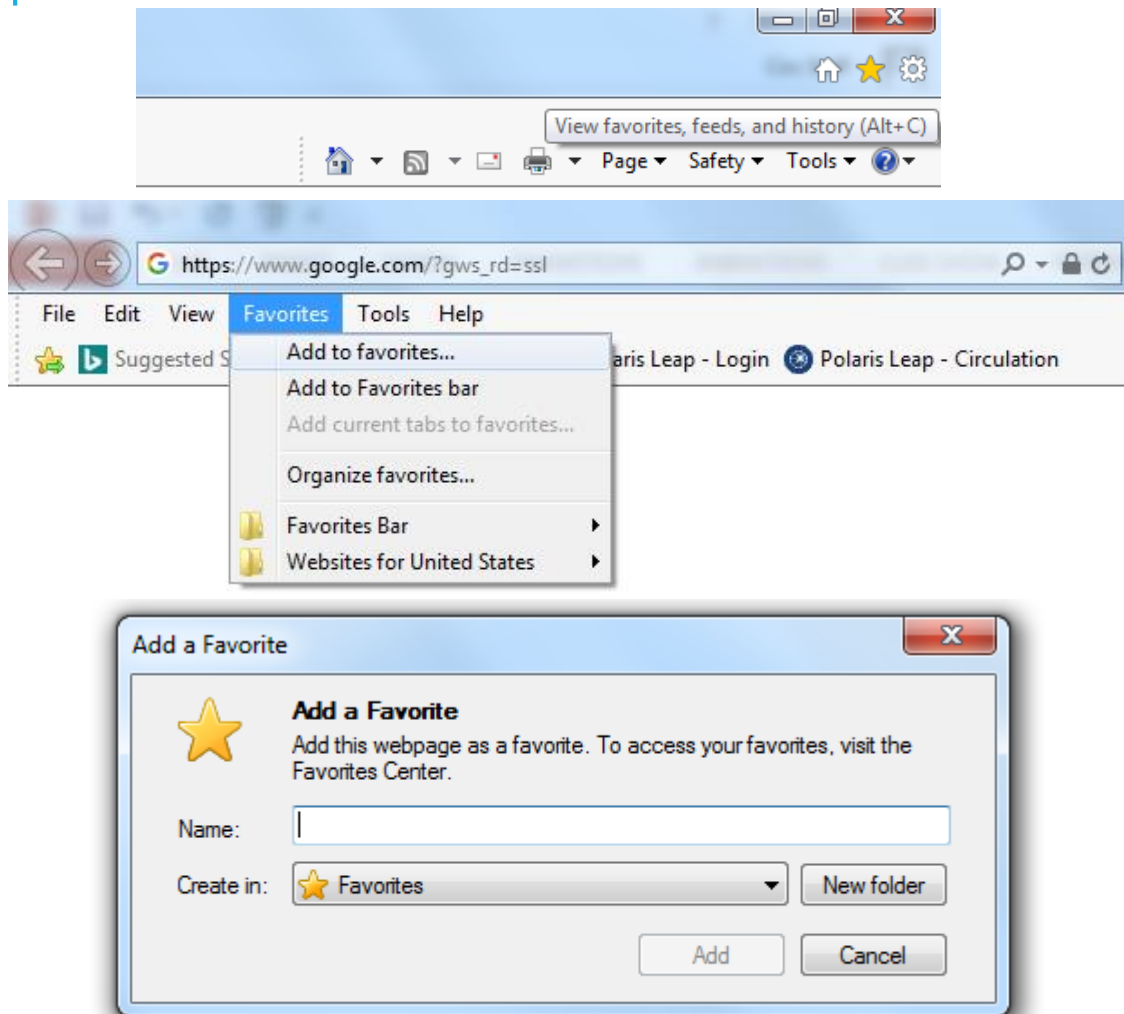 View favorites, feeds, and history (Alt+C)
Page Safety Tools
https://www.google.com/?gws_rd=ssl
File Edit View Favorites Tools Help
Suggested S
aris Leap - Login Polaris Leap - Circulation
Add to favorites...
Add to Favorites bar
Add current tabs to favorites...
Organize favorites...
Favorites Bar
Websites for United States
Add a Favorite
Add a Favorite
Add this webpage as a favorite. To access your favorites, visit the
Favorites Center.
Name:
Create in: Favorites New folder
Add Cancel